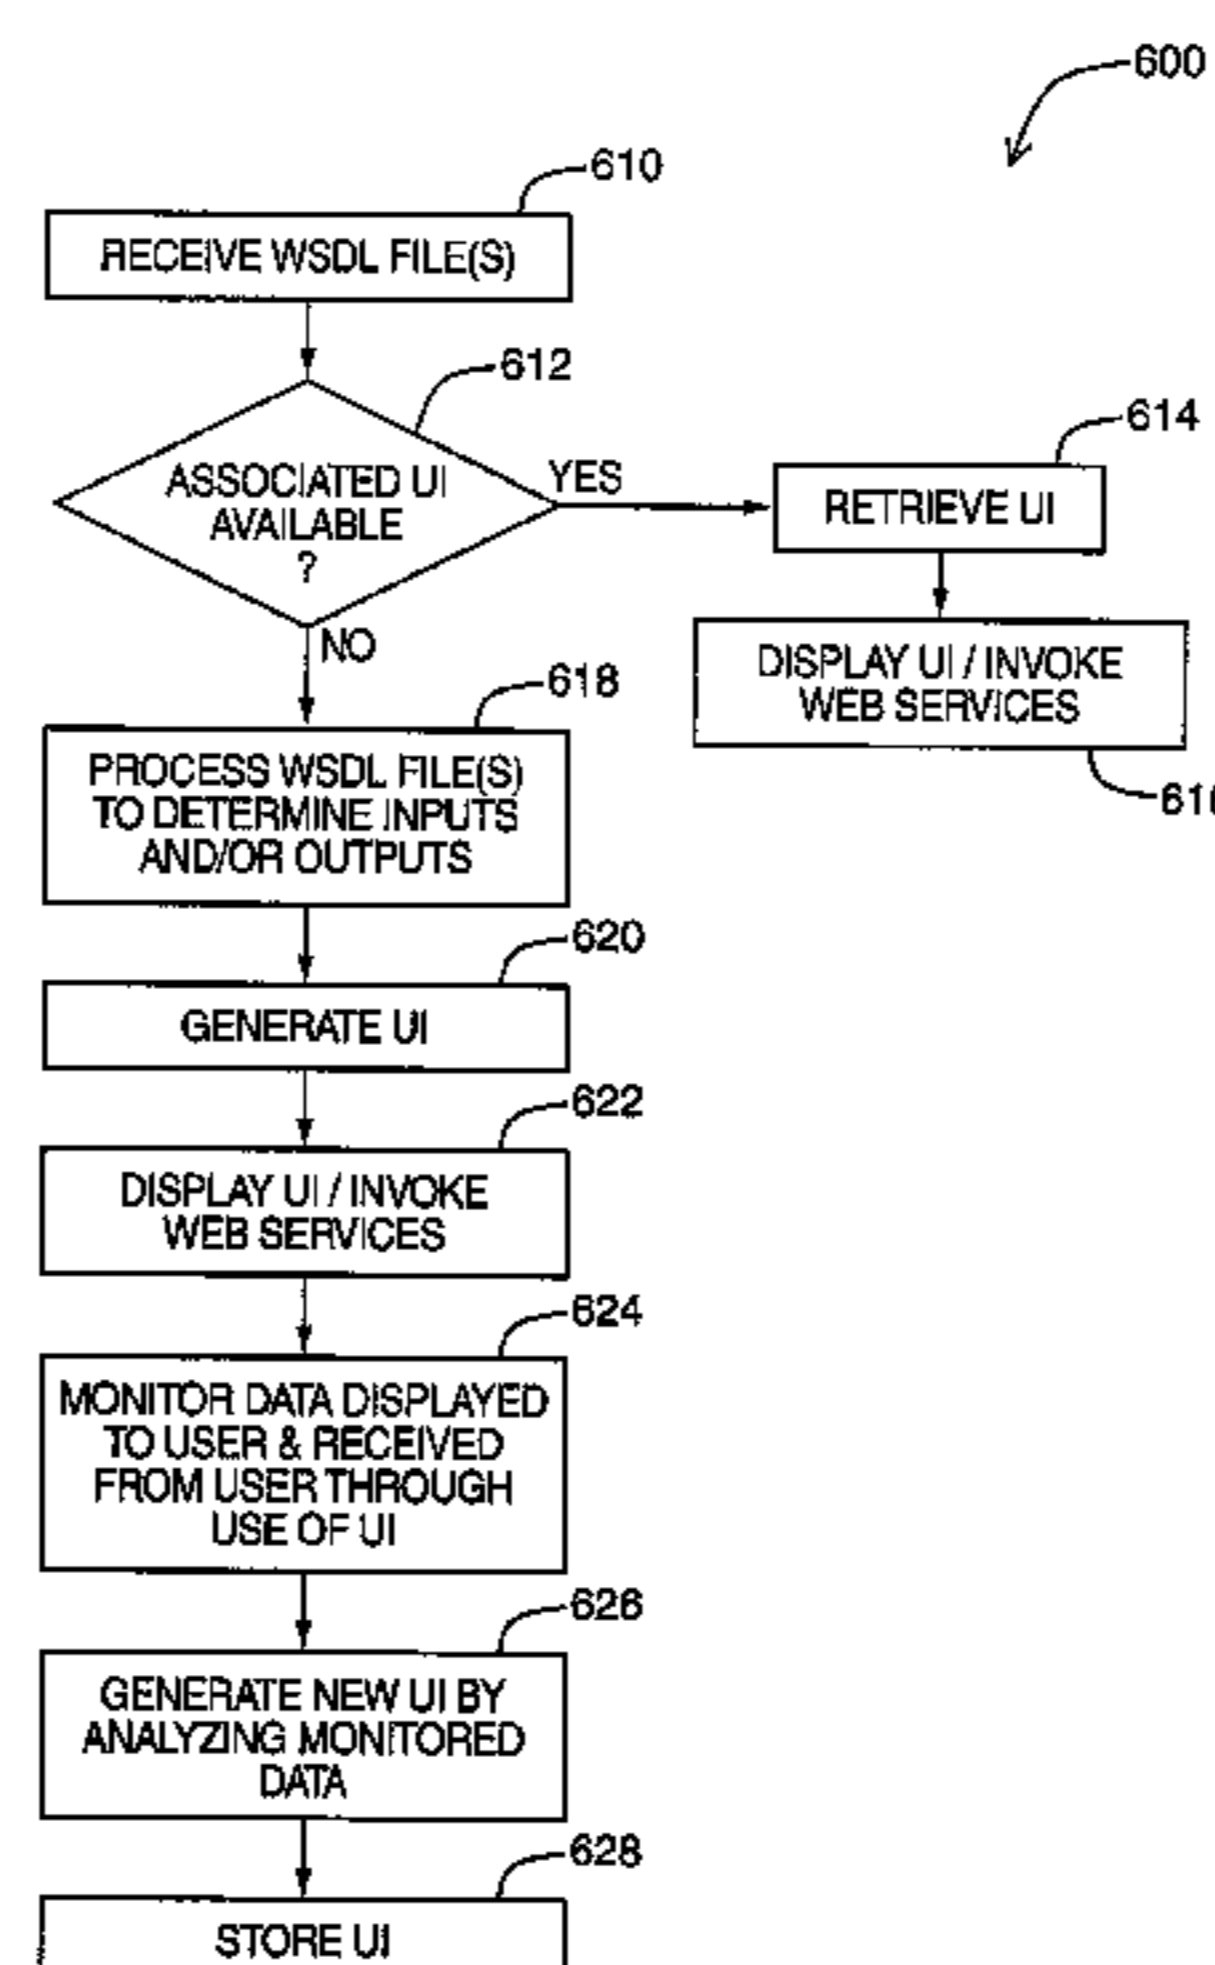 600
610
RECEIVE WSDL FILE(S)
612
ASSOCIATED UI
AVAILABLE
?
YES
614
RETRIEVE UI
DISPLAY UI / INVOKE
WEB SERVICES
NO
618
PROCESS WSDL FILE(S)
TO DETERMINE INPUTS
AND/OR OUTPUTS
620
GENERATE UI
622
DISPLAY UI / INVOKE
WEB SERVICES
624
MONITOR DATA DISPLAYED
TO USER & RECEIVED
FROM USER THROUGH
USE OF UI
626
GENERATE NEW UI BY
ANALYZING MONITORED
DATA
628
STORE UI